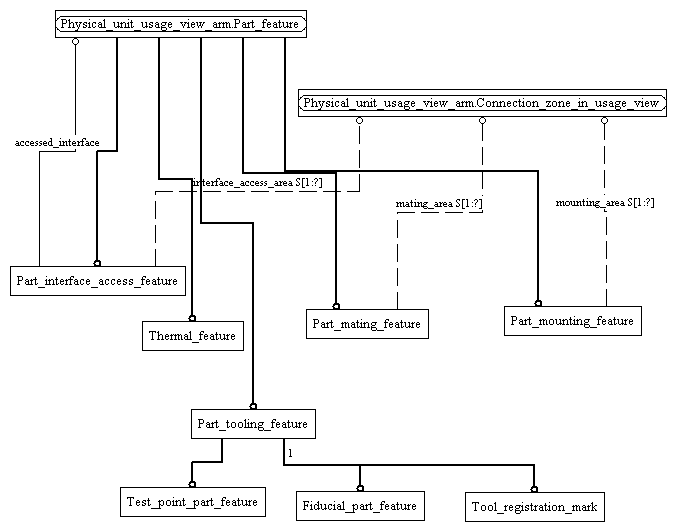 Physical_unit_usage_view_arm.Part_feature
Physical_unit_usage_view_arm.Connection_zone_in_usage_view
accessed_interface
interface_access_area S[1:?]
mating_area S[1:?]
mounting_area S[1:?]
Part_interface_access_feature
Thermal_feature
Part_mating_feature
Part_mounting_feature
Part_tooling_feature
1
Test_point_part_feature
Fiducial_part_feature
Tool_registration_mark